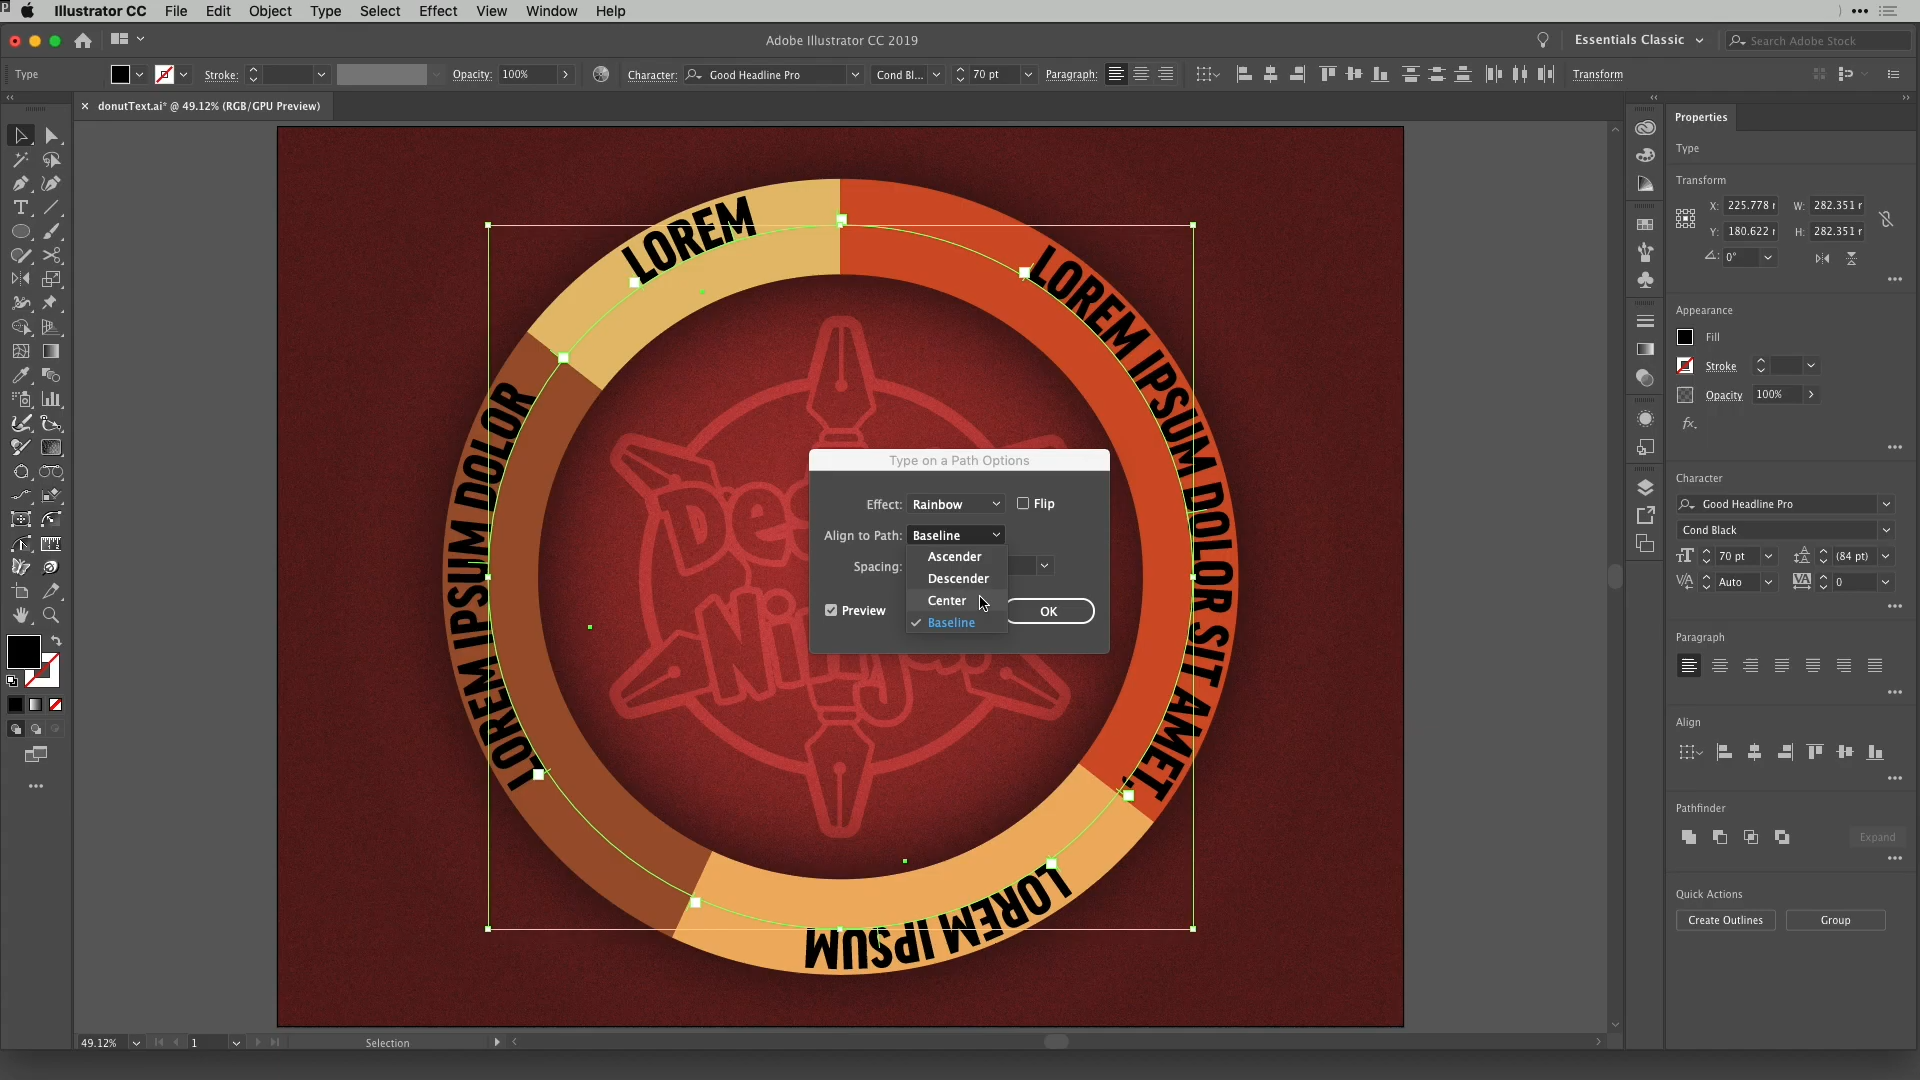 Illustrator CC File Edit Object Type Select Effect View Window Help
Adobe Illustrator CC 2019
Essentials Classic
Search Adobe Stock
Type
Stroke:
Opacity: 100%
Character: Good Headline Pro
Cond Bl...
70 pt
Paragraph:
Transform
donutText.ai* @ 49.12% (RGB/GPU Preview)
LOREM
LOREM IPSUM DOLOR SIT AMET.
LOREM IPSUM
LOREM IPSUM DOLOR
Type on a Path Options
Effect: Rainbow
Flip
Align to Path: Baseline
Ascender
Descender
Center
Baseline
Spacing:
Preview
OK
Properties
Type
Transform
X: 225.778 r W: 282.351 r
Y: 180.622 r H: 282.351 r
0°
Appearance
Fill
Stroke
Opacity 100%
fx.
Character
Good Headline Pro
Cond Black
70 pt (84 pt)
Auto 0
Paragraph
Align
Pathfinder
Expand
Quick Actions
Create Outlines Group
49.12% 1 Selection